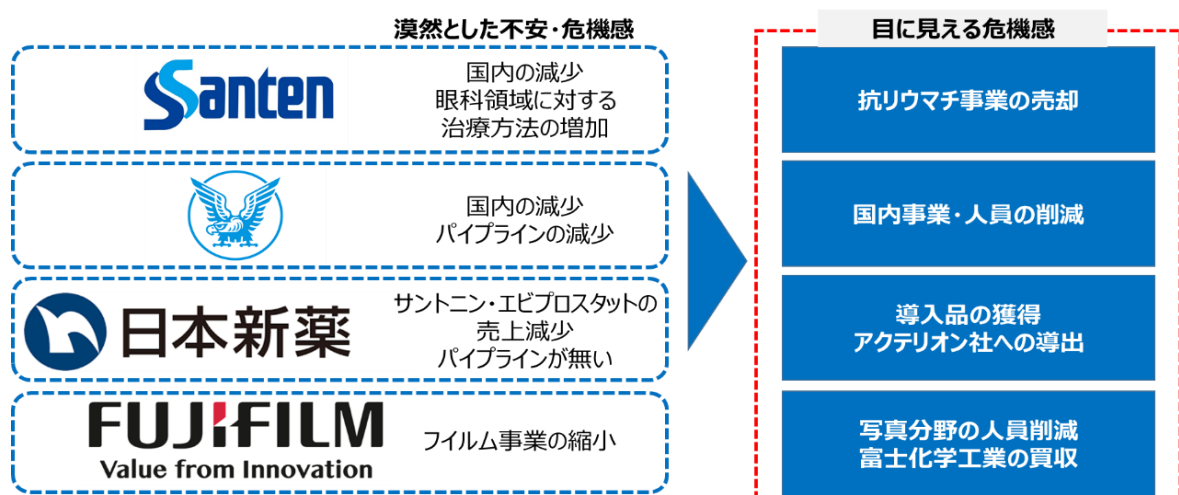 漠然とした不安・危機感
目に見える危機感
Santen
国内の減少
眼科領域に対する
治療方法の増加
抗リウマチ事業の売却
国内の減少
パイプラインの減少
国内事業・人員の削減
日本新薬
サントニン・エビプロスタットの
売上減少
パイプラインが無い
導入品の獲得
アクテリオン社への導出
FUJIFILM
Value from Innovation
フイルム事業の縮小
写真分野の人員削減
富士化学工業の買収